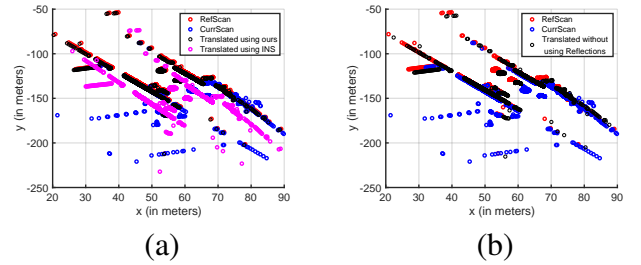 -50
-100
-150
-200
-250
y (in meters)
20 30 40 50 60 70 80 90
x (in meters)
RefScan
CurrScan
Translated using ours
Translated using INS
(a)
-50
-100
-150
-200
-250
y (in meters)
20 30 40 50 60 70 80 90
x (in meters)
RefScan
CurrScan
Translated without
using Reflections
(b)